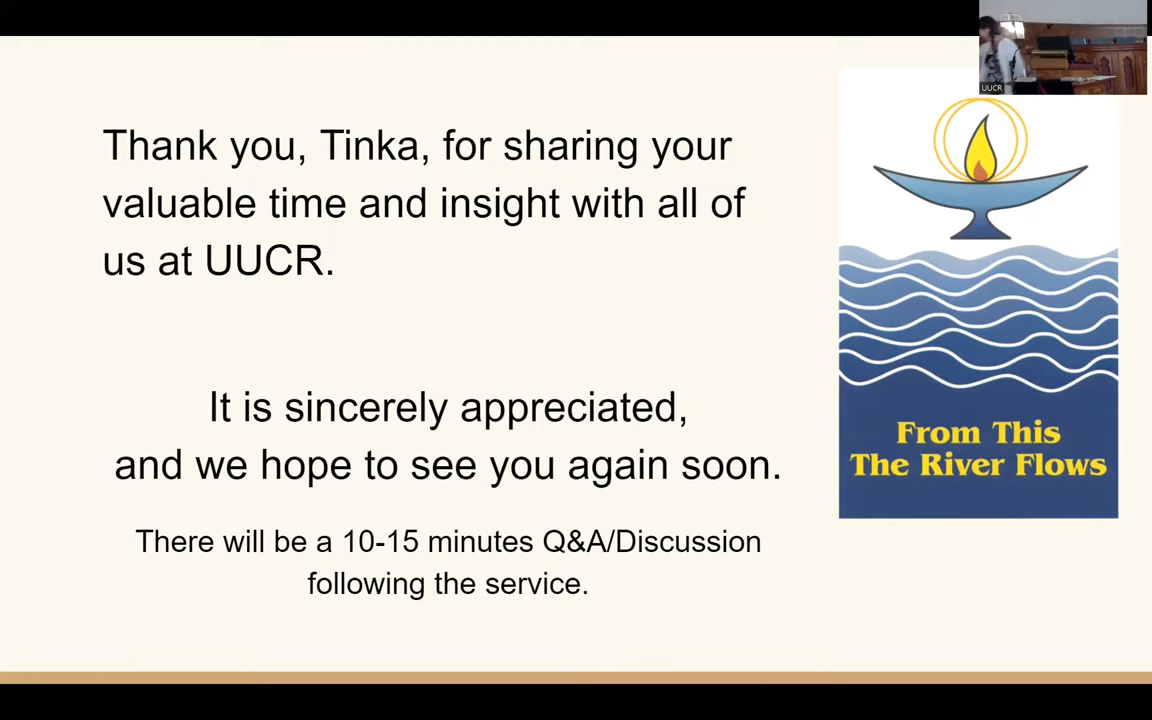 Thank you, Tinka, for sharing your
valuable time and insight with all of
us at UUCR.
It is sincerely appreciated,
and we hope to see you again soon.
There will be a 10-15 minutes Q&A/Discussion
following the service.
UUCR
From This
The River Flows